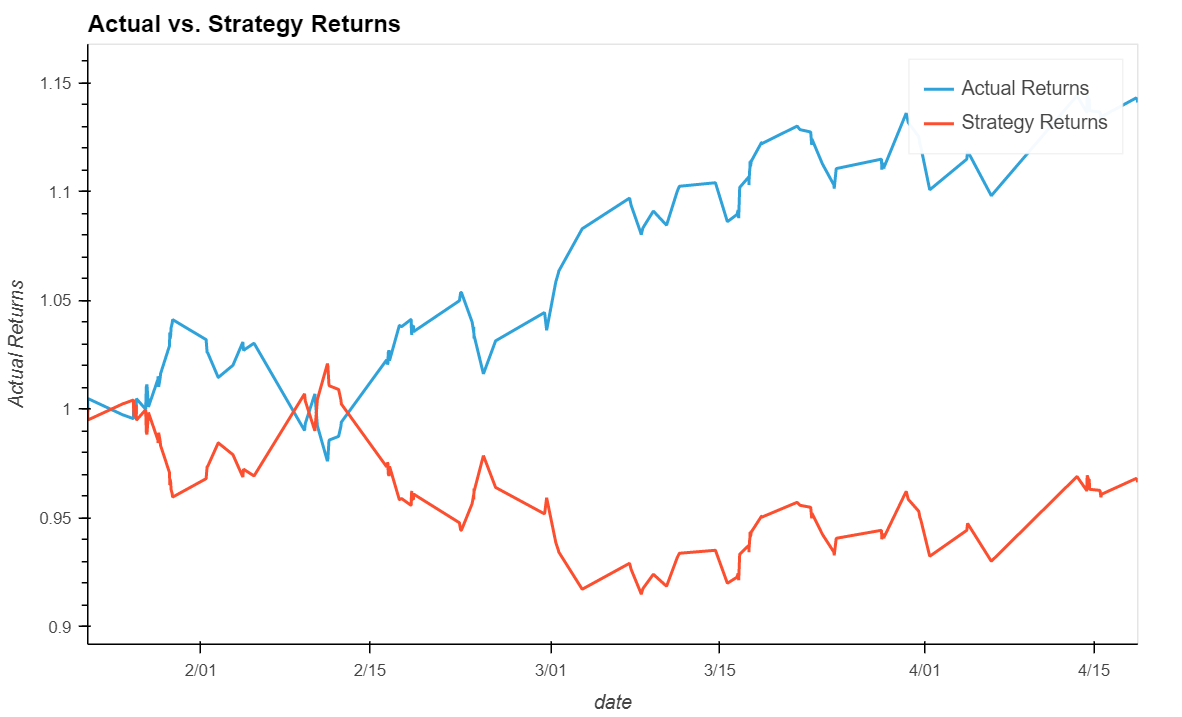 Actual vs. Strategy Returns
Actual Returns
Strategy Returns
Actual Returns
1.15
1.1
1.05
1
0.95
0.9
2/01
2/15
3/01
3/15
4/01
4/15
date